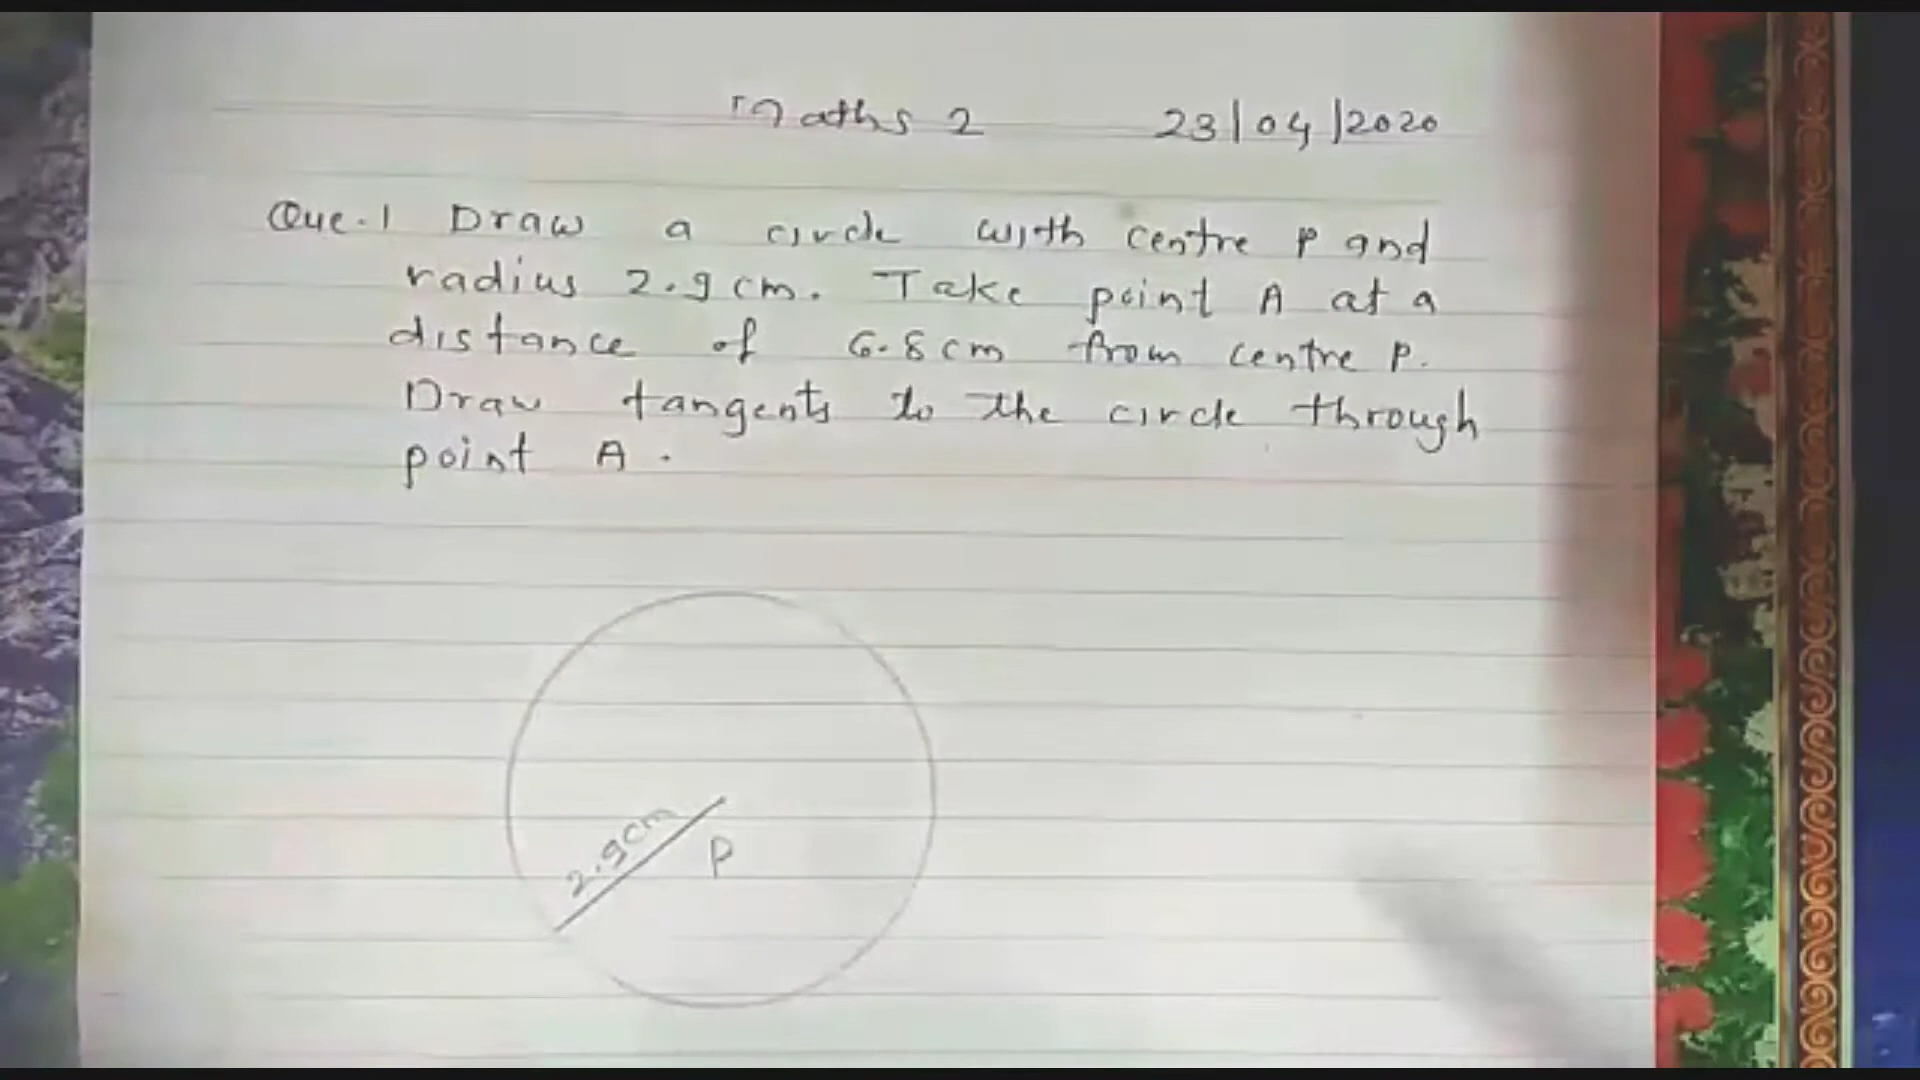 Maths 2 23/04/2020
Que.1 Draw a circle with centre P and
radius 2.9 cm. Take point A at a
distance of 6.8 cm from centre P.
Draw tangents to the circle through
point A.
2.9cm
P